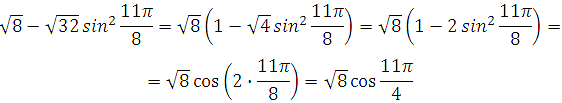 √8 − √32 sin² 11π/8 = √8 (1 − √4 sin² 11π/8) = √8 (1 − 2 sin² 11π/8) =
= √8 cos (2 · 11π/8) = √8 cos 11π/4